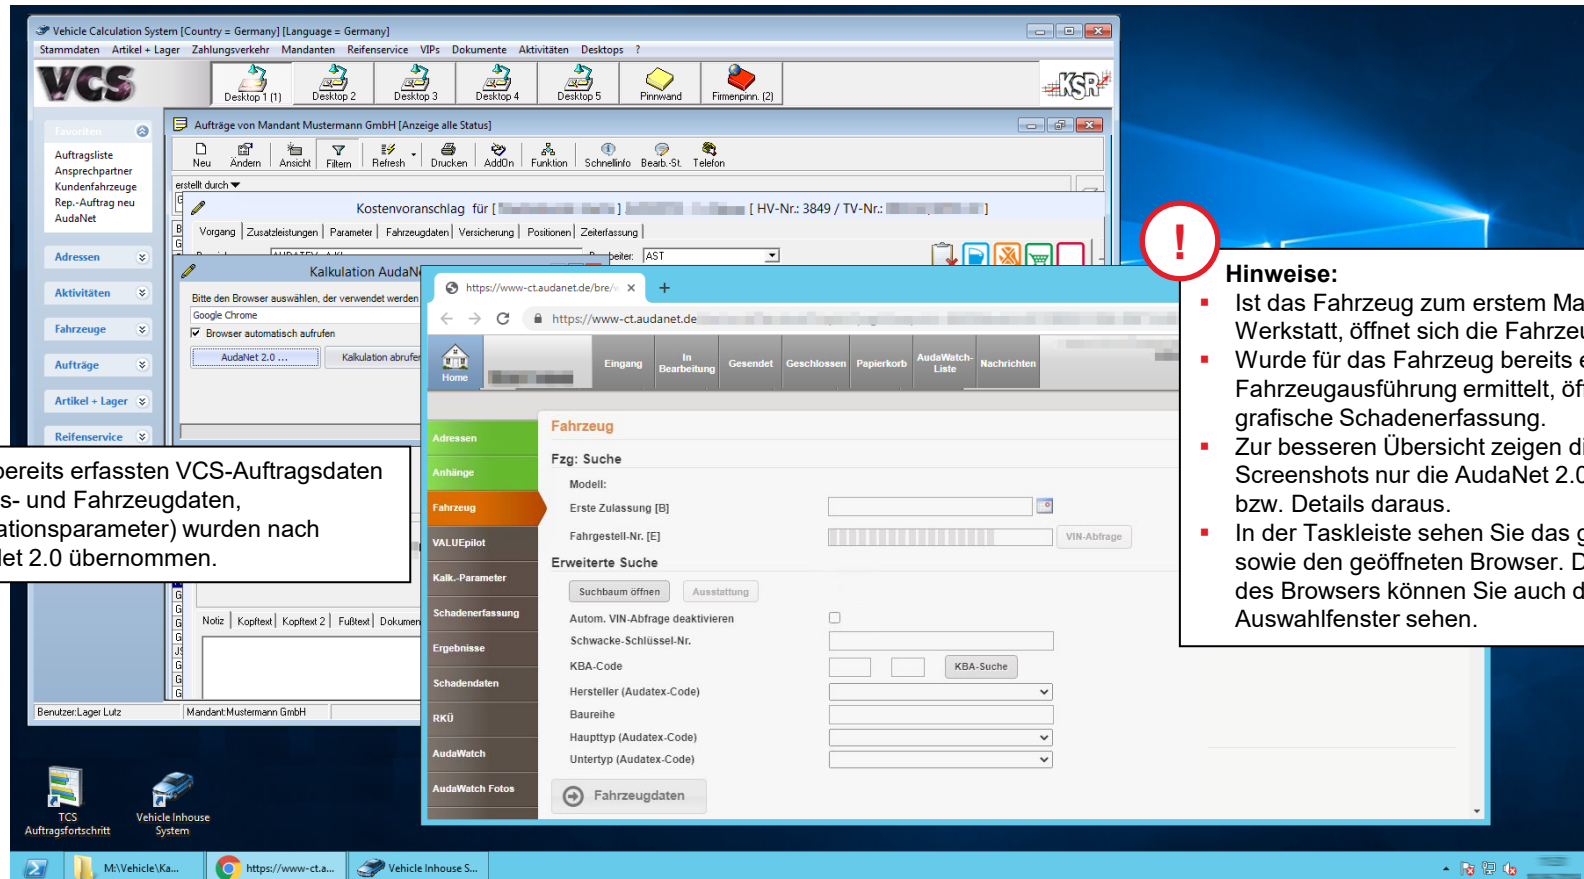 Vehicle Calculation System [Country = Germany] [Language = Germany]
Stammdaten Artikel + Lager Zahlungsverkehr Mandanten Reifenservice VIPs Dokumente Aktivitäten Desktops ?
VCS
Desktop 1 (1) Desktop 2 Desktop 3 Desktop 4 Desktop 5 Pinnwand Firmenpinn. (2)
KSR
Favoriten
Auftragsliste
Ansprechpartner
Kundenfahrzeuge
Rep.-Auftrag neu
AudaNet
Adressen
Aktivitäten
Fahrzeuge
Aufträge
Artikel + Lager
Reifenservice
Aufträge von Mandant Mustermann GmbH [Anzeige alle Status]
Neu Ändern Ansicht Filtern Refresh Drucken AddOn Funktion Schnellinfo Bearb.-St. Telefon
erstellt durch
Kostenvoranschlag für [ ] [ HV-Nr.: 3849 / TV-Nr.: ]
Vorgang Zusatzleistungen Parameter Fahrzeugdaten Versicherung Positionen Zeiterfassung
AST
Kalkulation AudaNe
Bitte den Browser auswählen, der verwendet werden
Google Chrome
Browser automatisch aufrufen
AudaNet 2.0 ... Kalkulation abrufen
Notiz Kopftext Kopftext 2 Fußtext Dokumen
Benutzer:Lager Lutz Mandant:Mustermann GmbH
https://www-ct.audanet.de/bre/
https://www-ct.audanet.de
Home
Eingang In Bearbeitung Gesendet Geschlossen Papierkorb AudaWatch-Liste Nachrichten
Adressen
Anhänge
Fahrzeug
VALUEpilot
Kalk.-Parameter
Schadenerfassung
Ergebnisse
Schadendaten
RKÜ
AudaWatch
AudaWatch Fotos
Fahrzeug
Fzg: Suche
Modell:
Erste Zulassung [B]
Fahrgestell-Nr. [E] VIN-Abfrage
Erweiterte Suche
Suchbaum öffnen Ausstattung
Autom. VIN-Abfrage deaktivieren
Schwacke-Schlüssel-Nr.
KBA-Code KBA-Suche
Hersteller (Audatex-Code)
Baureihe
Haupttyp (Audatex-Code)
Untertyp (Audatex-Code)
Fahrzeugdaten
bereits erfassten VCS-Auftragsdaten
s- und Fahrzeugdaten,
ationsparameter) wurden nach
let 2.0 übernommen.
!
Hinweise:
▪ Ist das Fahrzeug zum erstem Ma
Werkstatt, öffnet sich die Fahrzeu
▪ Wurde für das Fahrzeug bereits e
Fahrzeugausführung ermittelt, öf
grafische Schadenerfassung.
▪ Zur besseren Übersicht zeigen di
Screenshots nur die AudaNet 2.0
bzw. Details daraus.
▪ In der Taskleiste sehen Sie das g
sowie den geöffneten Browser. D
des Browsers können Sie auch d
Auswahlfenster sehen.
TCS
Auftragsfortschritt
Vehicle Inhouse
System
M:\Vehicle\Ka... https://www-ct.a... Vehicle Inhouse S...